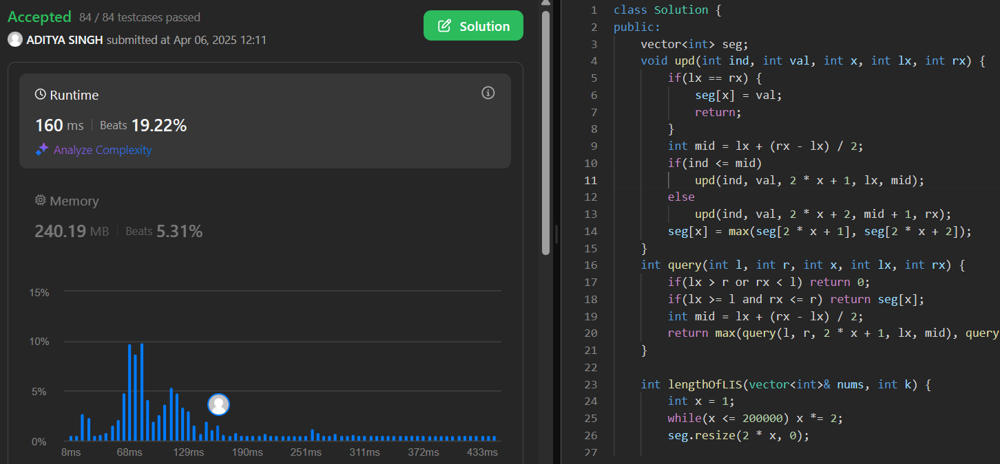 Accepted 84 / 84 testcases passed
ADITYA SINGH submitted at Apr 06, 2025 12:11
Solution
Runtime
160 ms Beats 19.22%
Analyze Complexity
Memory
240.19 MB Beats 5.31%
15%
10%
5%
0%
8ms 68ms 129ms 190ms 251ms 311ms 372ms 433ms
1 class Solution {
2 public:
3 vector<int> seg;
4 void upd(int ind, int val, int x, int lx, int rx) {
5 if(lx == rx) {
6 seg[x] = val;
7 return;
8 }
9 int mid = lx + (rx - lx) / 2;
10 if(ind <= mid)
11 upd(ind, val, 2 * x + 1, lx, mid);
12 else
13 upd(ind, val, 2 * x + 2, mid + 1, rx);
14 seg[x] = max(seg[2 * x + 1], seg[2 * x + 2]);
15 }
16 int query(int l, int r, int x, int lx, int rx) {
17 if(lx > r or rx < l) return 0;
18 if(lx >= l and rx <= r) return seg[x];
19 int mid = lx + (rx - lx) / 2;
20 return max(query(l, r, 2 * x + 1, lx, mid), query
21 }
22
23 int lengthOfLIS(vector<int>& nums, int k) {
24 int x = 1;
25 while(x <= 200000) x *= 2;
26 seg.resize(2 * x, 0);
27